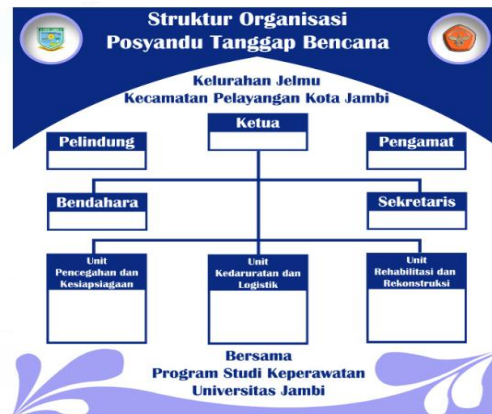 Struktur Organisasi
Posyandu Tanggap Bencana
Kelurahan Jelmu
Kecamatan Pelayangan Kota Jambi
Ketua
Pelindung
Pengamat
Bendahara
Sekretaris
Unit
Pencegahan dan
Kesiapsiagaan
Unit
Kedaruratan dan
Logistik
Unit
Rehabilitasi dan
Rekonstruksi
Bersama
Program Studi Keperawatan
Universitas Jambi